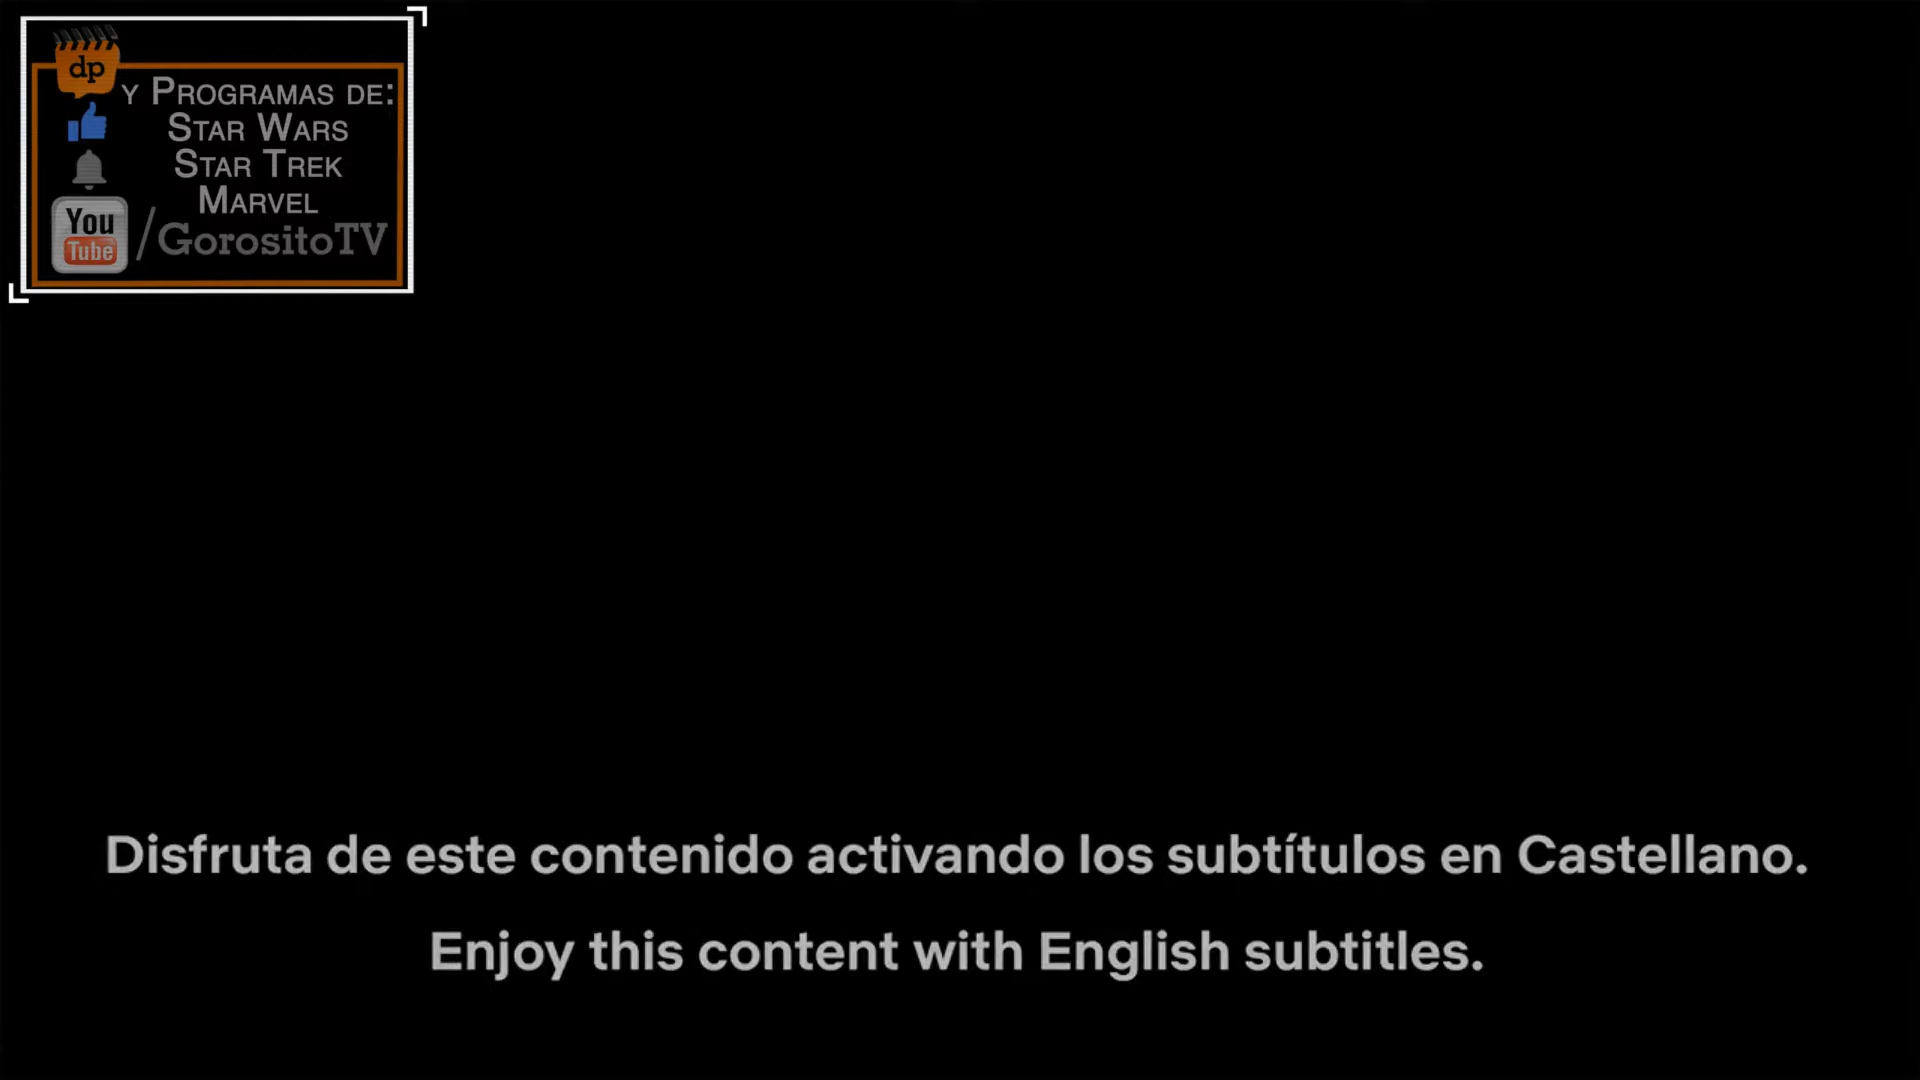 dp
Y PROGRAMAS DE:
STAR WARS
STAR TREK
MARVEL
You
Tube
/GorositoTV
Disfruta de este contenido activando los subtítulos en Castellano.
Enjoy this content with English subtitles.